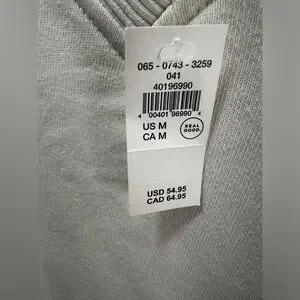 065 - 0743 - 3259
041
40196990
4 00401 96990 4
US M
CA M
REAL
GOOD.
USD 54.95
CAD 64.95